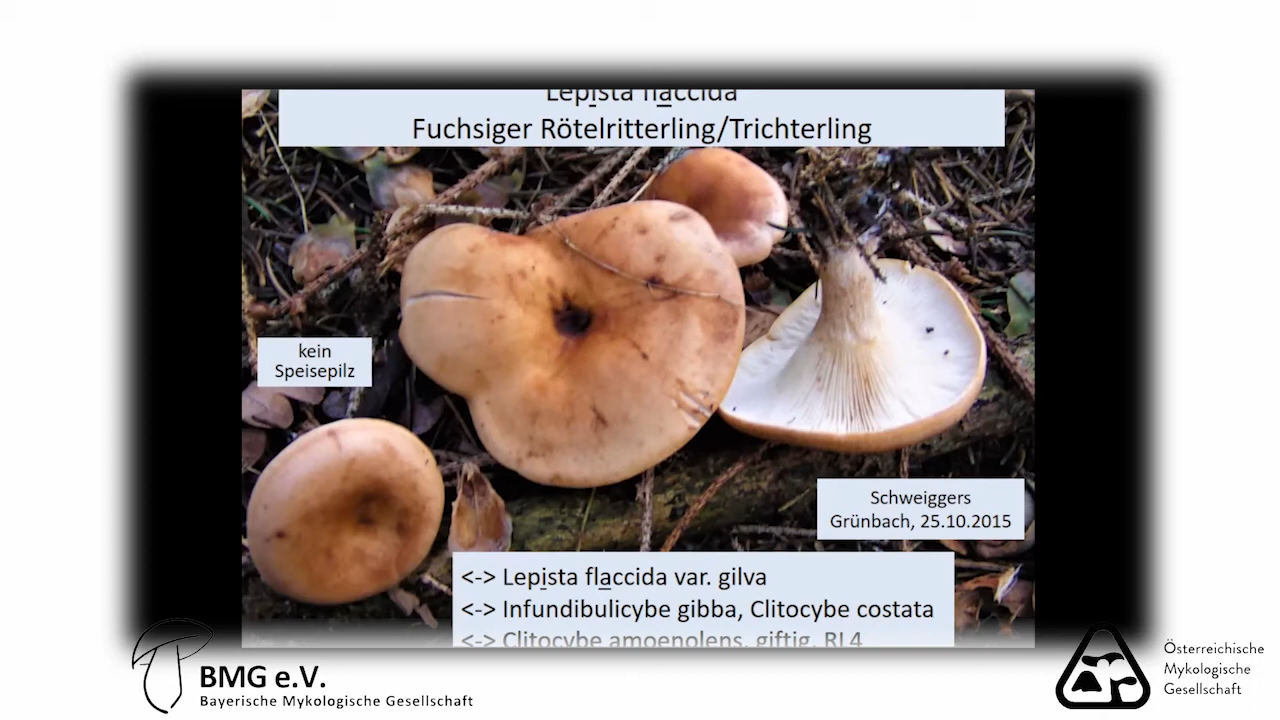 Lepista flaccida
Fuchsiger Rötelritterling/Trichterling
kein
Speisepilz
Schweiggers
Grünbach, 25.10.2015
<-> Lepista flaccida var. gilva
<-> Infundibulicybe gibba, Clitocybe costata
<-> Clitocybe amoenolens, giftig, RL4
BMG e.V.
Bayerische Mykologische Gesellschaft
Österreichische
Mykologische
Gesellschaft